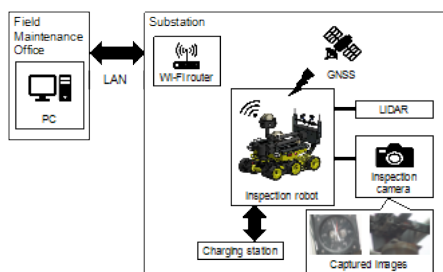 Field
Maintenance
Office
PC
LAN
Substation
Wi-Fi router
GNSS
LiDAR
Inspection robot
Inspection
camera
Charging station
Captured images